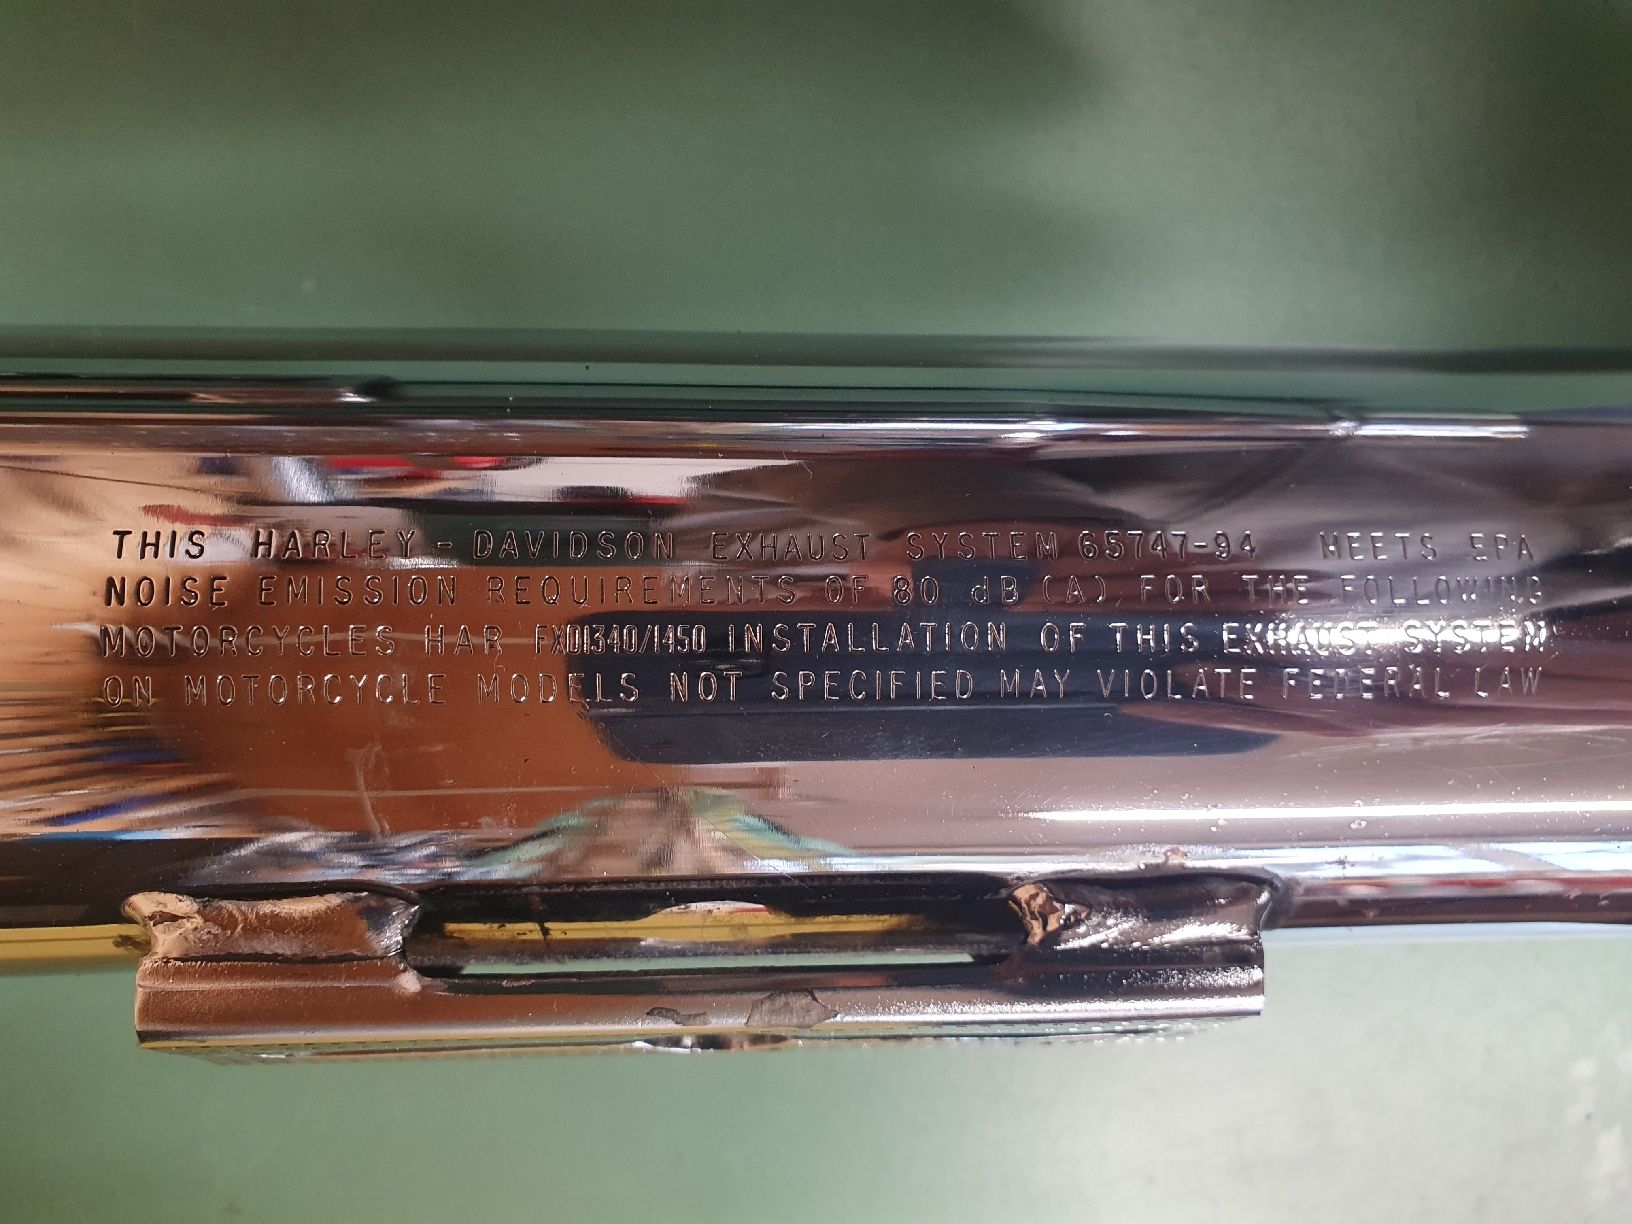 THIS HARLEY-DAVIDSON EXHAUST SYSTEM 65747-94 MEETS EPA
NOISE EMISSION REQUIREMENTS OF 80 dB(A) FOR THE FOLLOWING
MOTORCYCLES HAR FXD1340/1450 INSTALLATION OF THIS EXHAUST SYSTEM
ON MOTORCYCLE MODELS NOT SPECIFIED MAY VIOLATE FEDERAL LAW